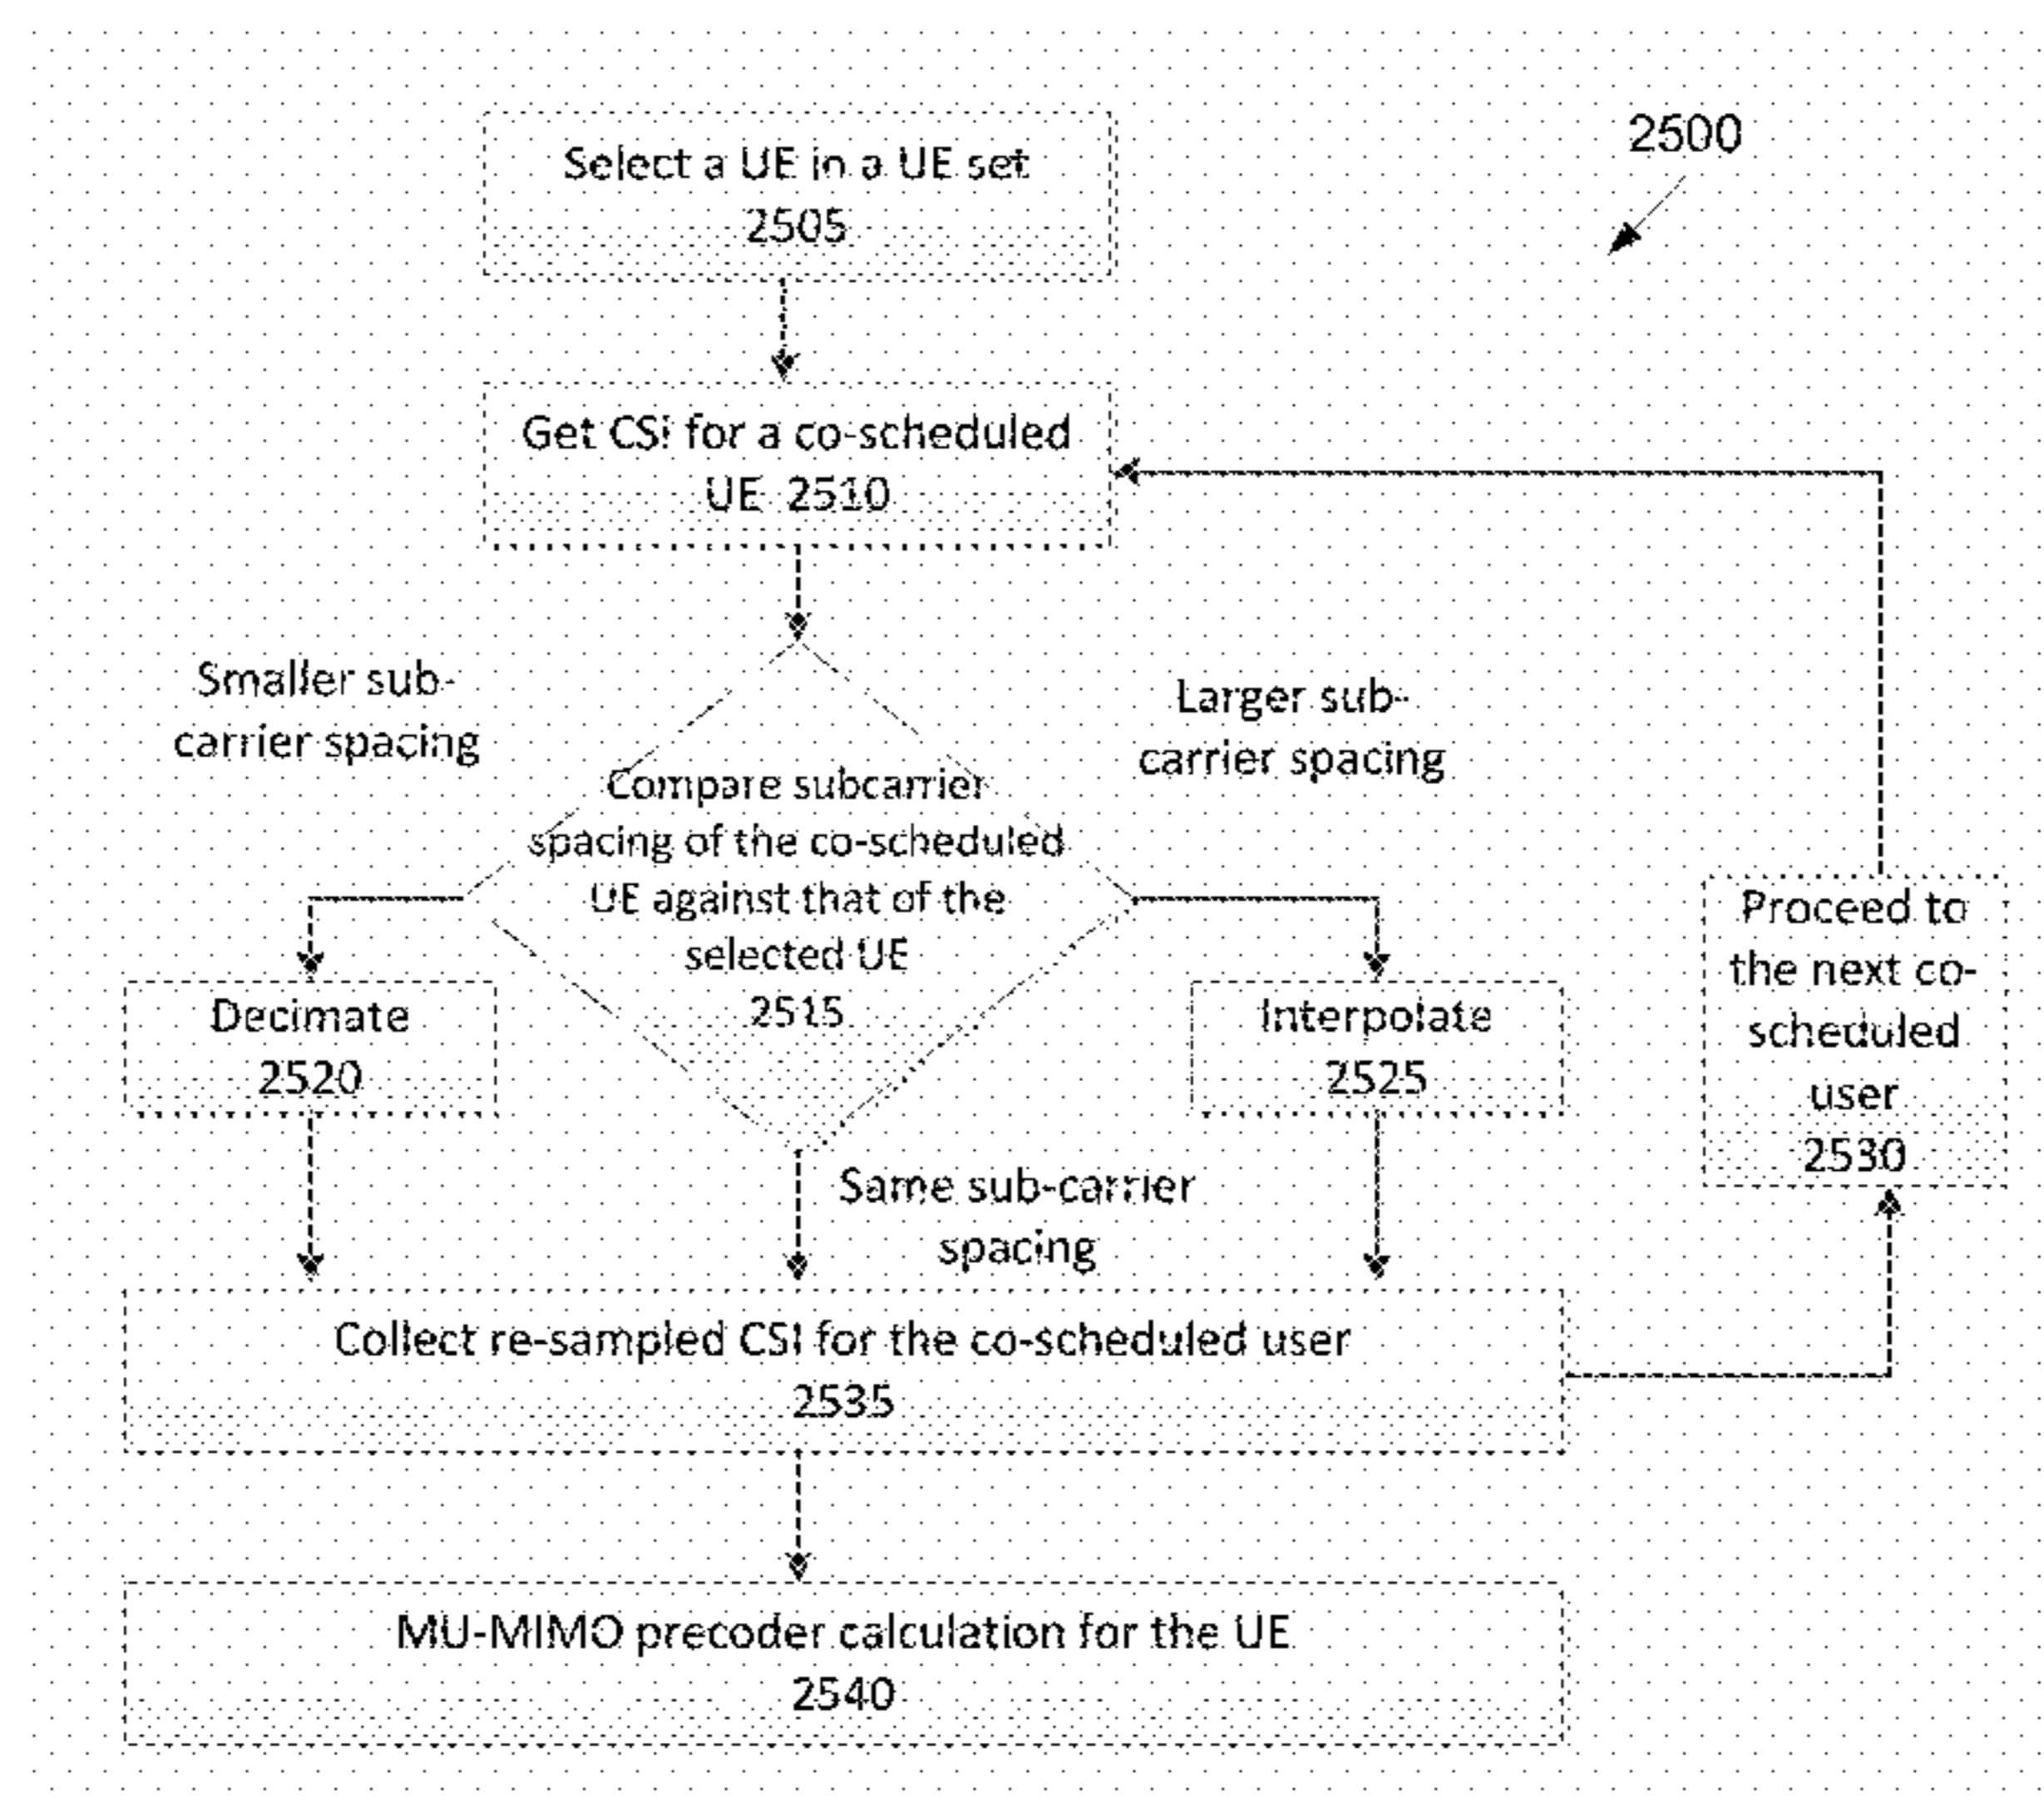 2500
Select a UE in a UE set
2505
Get CSI for a co-scheduled
UE 2510
Smaller sub-
carrier spacing
Larger sub-
carrier spacing
Compare subcarrier
spacing of the co-scheduled
UE against that of the
selected UE
2515
Decimate
2520
Interpolate
2525
Proceed to
the next co-
scheduled
user
2530
Same sub-carrier
spacing
Collect re-sampled CSI for the co-scheduled user
2535
MU-MIMO precoder calculation for the UE
2540